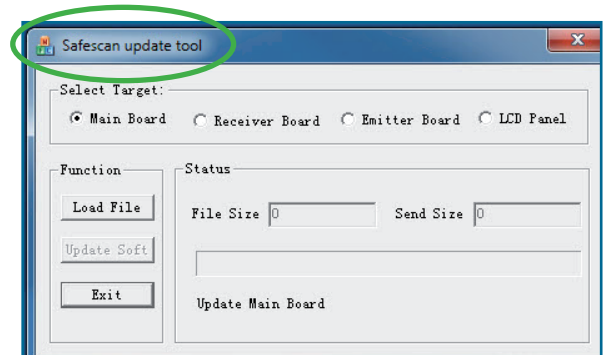 Safescan update tool
Select Target:
Main Board Receiver Board Emitter Board LCD Panel
Function
Status
Load File
File Size 0 Send Size 0
Update Soft
Exit
Update Main Board